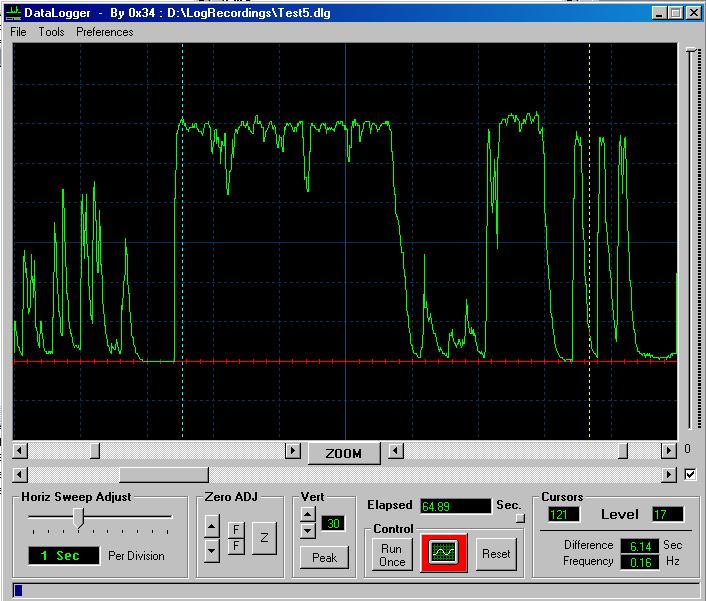 DataLogger - By 0x34 : D:\LogRecordings\Test5.dlg
File Tools Preferences
ZOOM
0
Horiz Sweep Adjust
1 Sec Per Division
Zero ADJ
F
F
Z
Vert
30
Peak
Elapsed 64.89 Sec.
Control
Run Once
Reset
Cursors
121 Level 17
Difference 6.14 Sec
Frequency 0.16 Hz